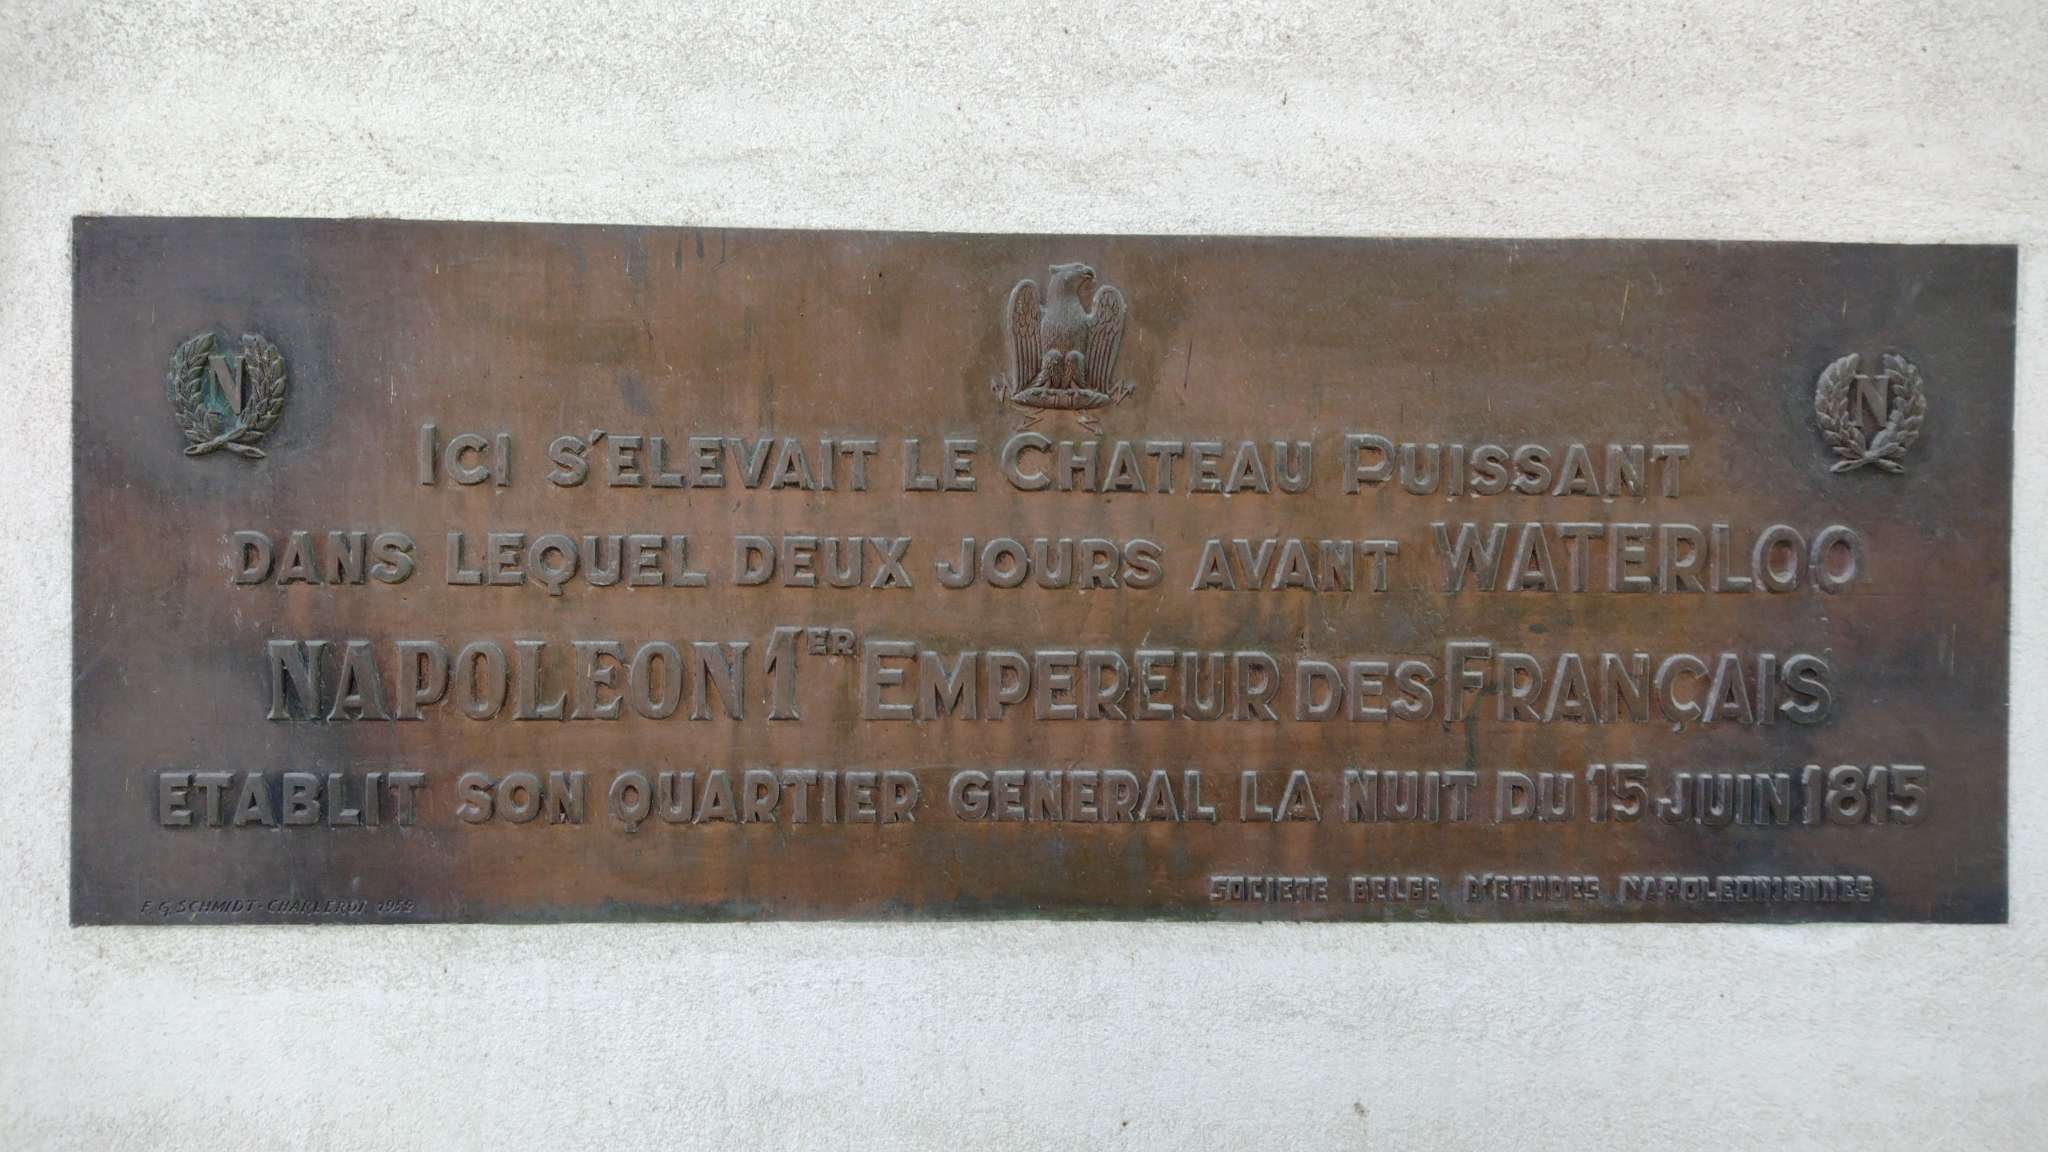 N
N
ICI S'ELEVAIT LE CHATEAU PUISSANT
DANS LEQUEL DEUX JOURS AVANT WATERLOO
NAPOLEON 1ER EMPEREUR DES FRANÇAIS
ETABLIT SON QUARTIER GENERAL LA NUIT DU 15 JUIN 1815
SOCIETE BELGE D'ETUDES NAPOLEONIENNES
F. G. SCHMIDT - CHARLEROI